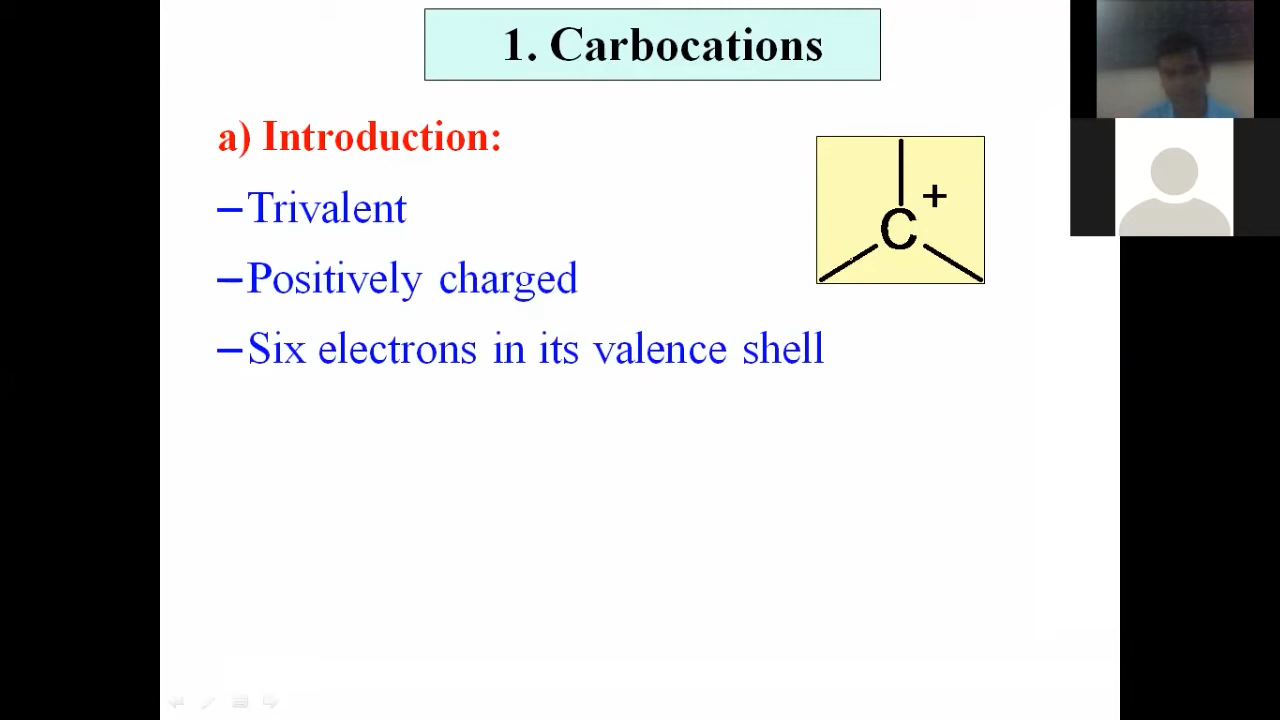 1. Carbocations
a) Introduction:
–Trivalent
–Positively charged
–Six electrons in its valence shell
C +